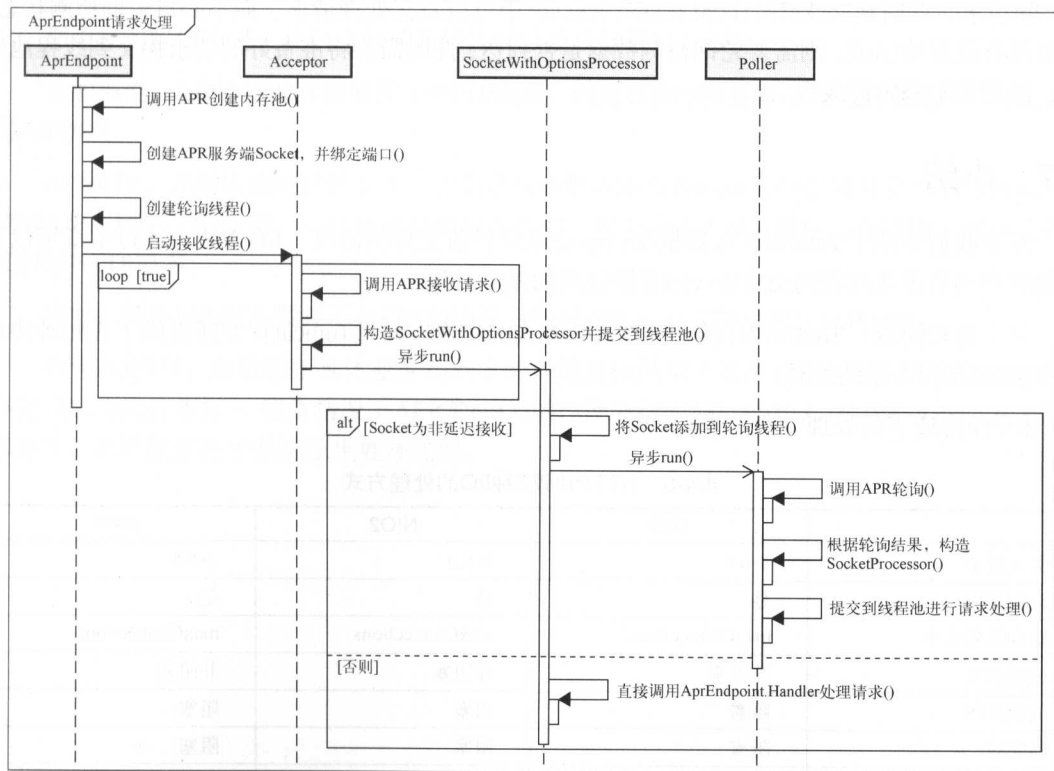 AprEndpoint请求处理
AprEndpoint
Acceptor
SocketWithOptionsProcessor
Poller
调用APR创建内存池()
创建APR服务端Socket，并绑定端口()
创建轮询线程()
启动接收线程()
loop [true]
调用APR接收请求()
构造SocketWithOptionsProcessor并提交到线程池()
异步run()
alt
[Socket为非延迟接收]
将Socket添加到轮询线程()
异步run()
调用APR轮询()
根据轮询结果，构造
SocketProcessor()
提交到线程池进行请求处理()
[否则]
直接调用AprEndpoint.Handler处理请求()